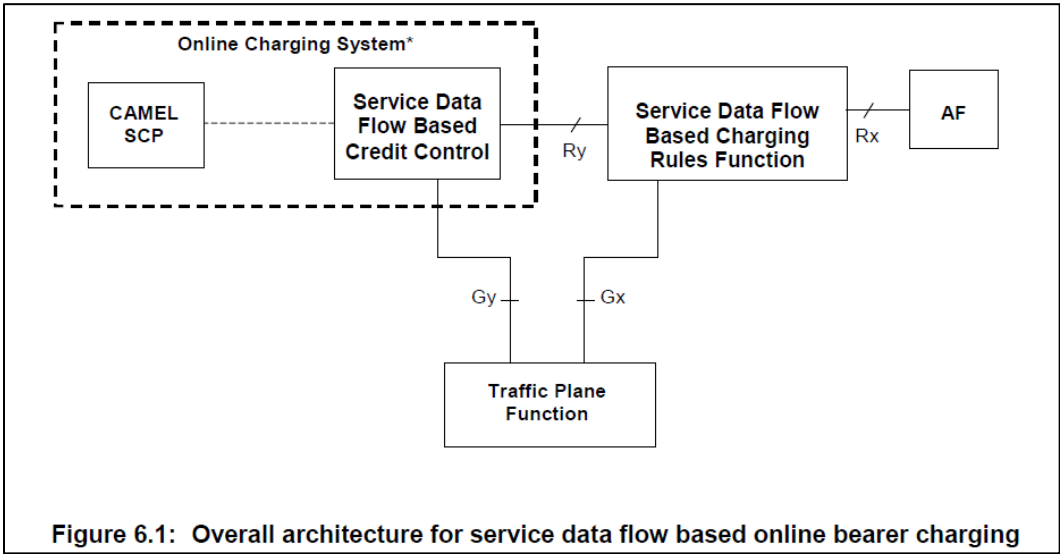 Online Charging System*
CAMEL
SCP
Service Data
Flow Based
Credit Control
Ry
Service Data Flow
Based Charging
Rules Function
Rx
AF
Gy
Gx
Traffic Plane
Function
Figure 6.1: Overall architecture for service data flow based online bearer charging